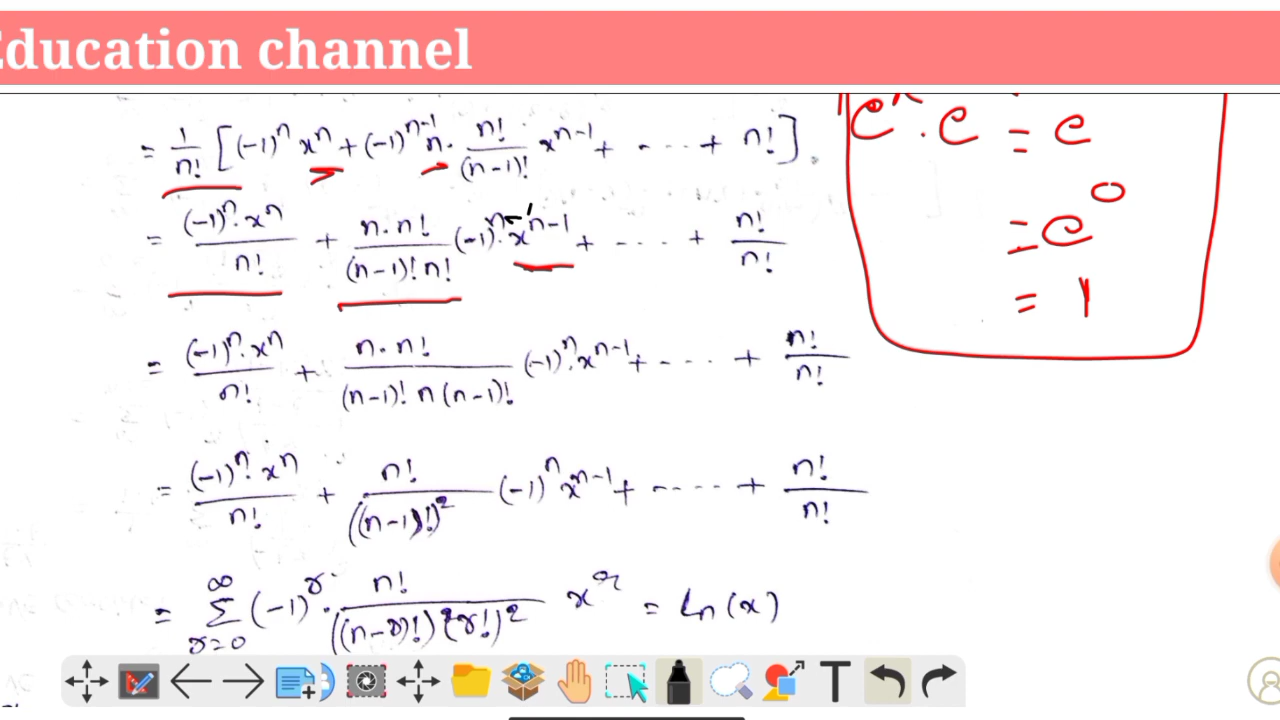 Education channel
= 1/n! [(-1)^n x^n + (-1)^{n-1} n · n!/(n-1)! x^{n-1} + ---- + n!].
e^x . e = e
= (-1)^n · x^n / n! + n · n! / (n-1)! n! (-1)^{n-1} · x^{n-1} + ---- + n!/n!
= e^0
= 1
= (-1)^n · x^n / n! + n · n! / (n-1)! n(n-1)! (-1)^n · x^{n-1} + ---- + n!/n!
= (-1)^n · x^n / n! + n! / ((n-1)!)^2 (-1)^n x^{n-1} + ----- + n!/n!
= ∑_{r=0}^{∞} (-1)^r · n! / ((n-r)!)^2 (r!)^2 x^r = Ln(x)
T